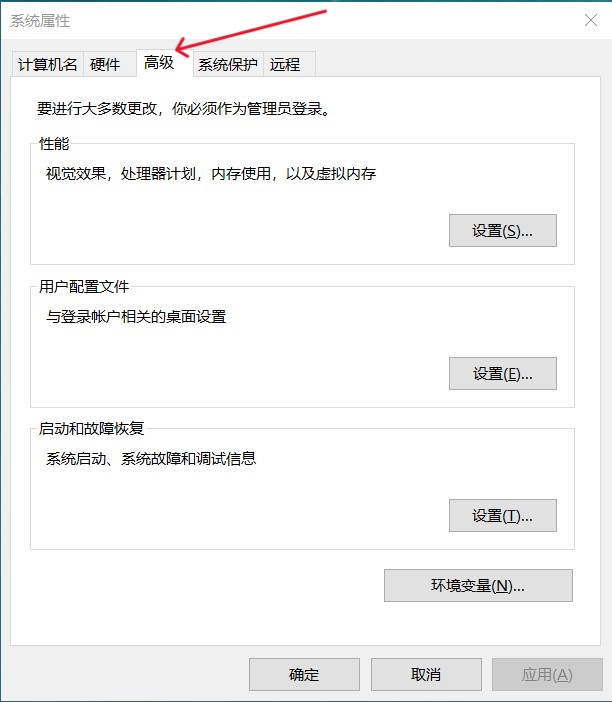 系统属性
计算机名 硬件 高级 系统保护 远程
要进行大多数更改，你必须作为管理员登录。
性能
视觉效果，处理器计划，内存使用，以及虚拟内存
设置(S)...
用户配置文件
与登录帐户相关的桌面设置
设置(E)...
启动和故障恢复
系统启动、系统故障和调试信息
设置(T)...
环境变量(N)...
确定 取消 应用(A)